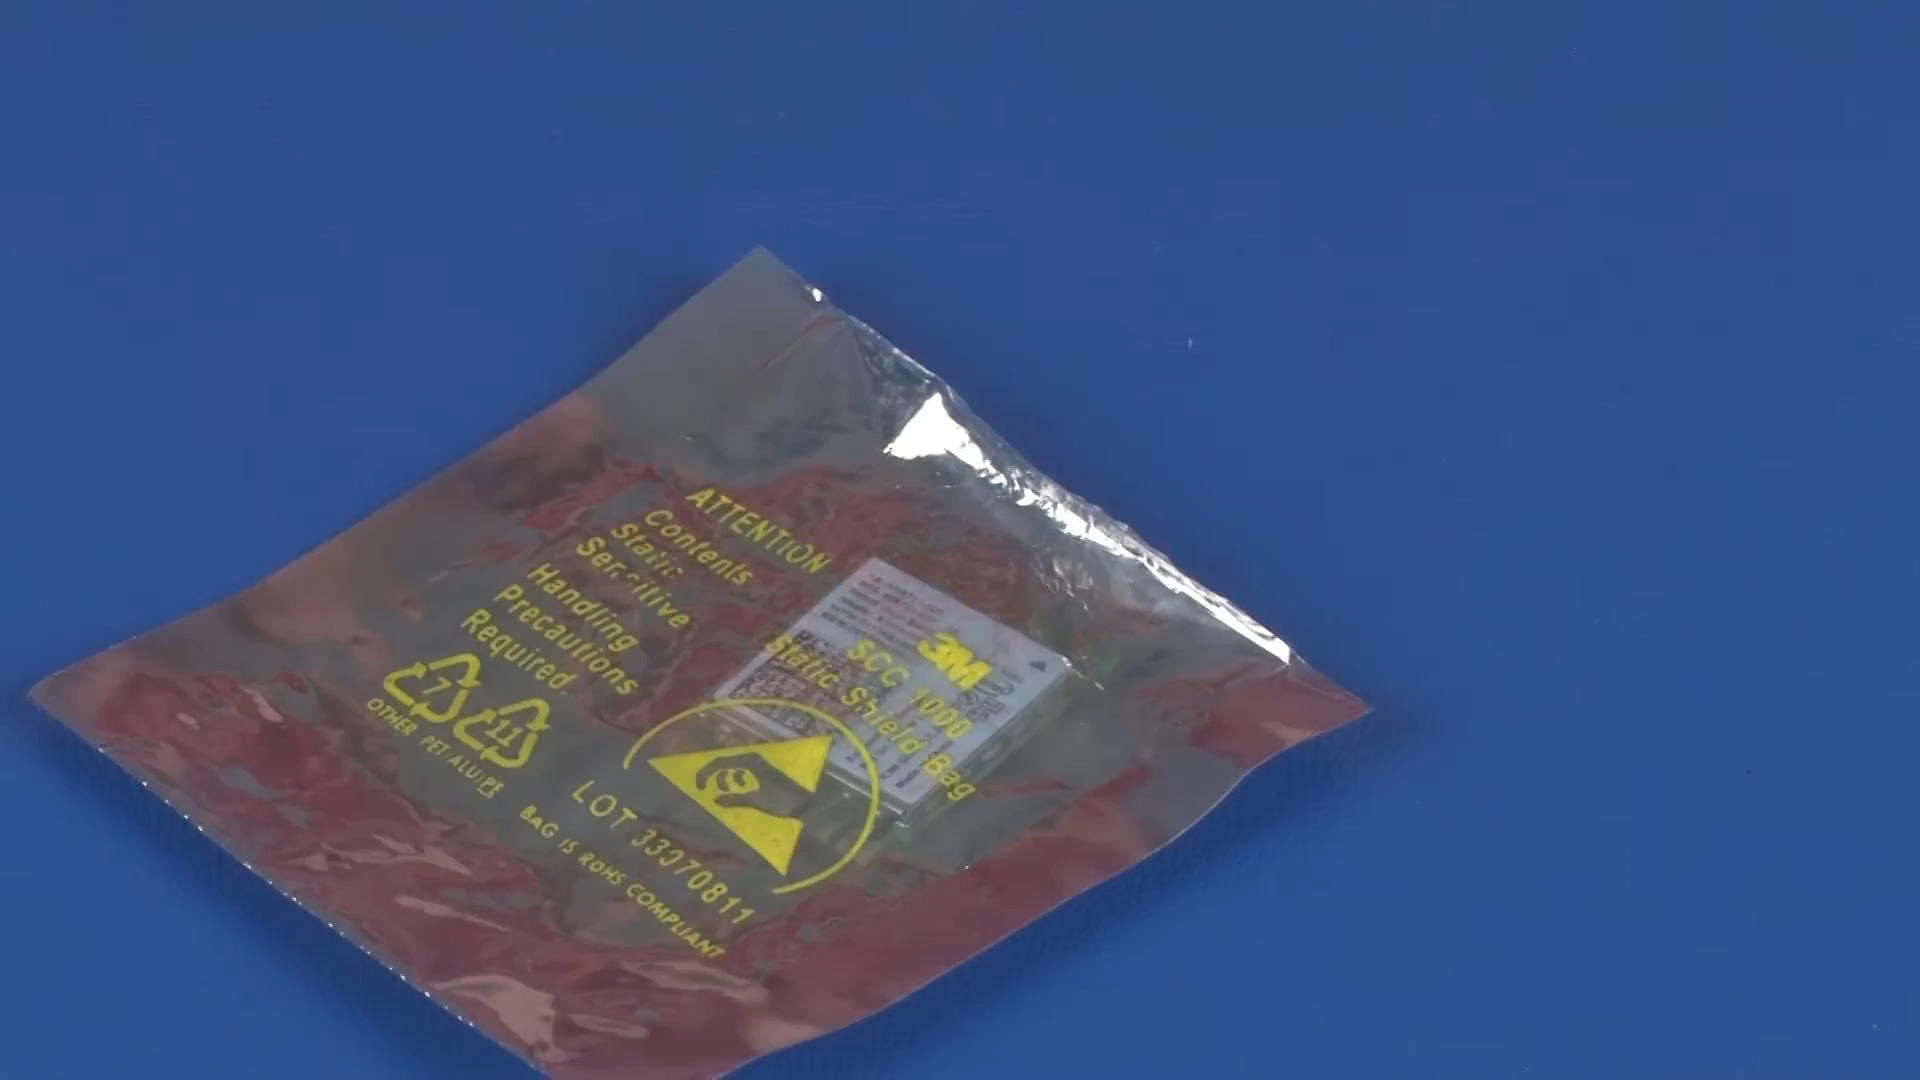 ATTENTION
Contents
Static
Sensitive
Handling
Precautions
Required.
7
11
OTHER PET/ALU/PE
3M
SCC 1000
Static Shield Bag
LOT 33070811
BAG IS ROHS COMPLIANT